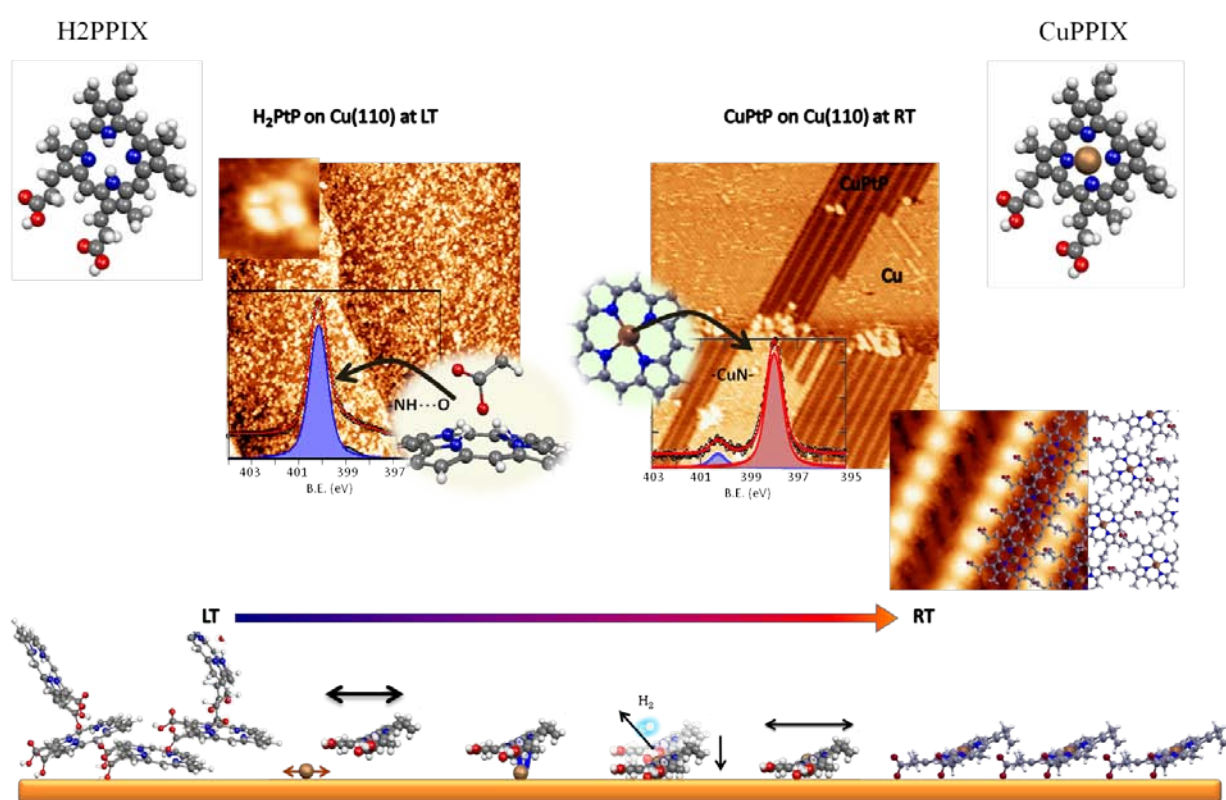 H2PPIX
CuPPIX
H₂PtP on Cu(110) at LT
CuPtP on Cu(110) at RT
CuPtP
Cu
-NH---O
-CuN-
403 401 399 397
B.E. (eV)
403 401 399 397 395
B.E. (eV)
LT
RT
H₂